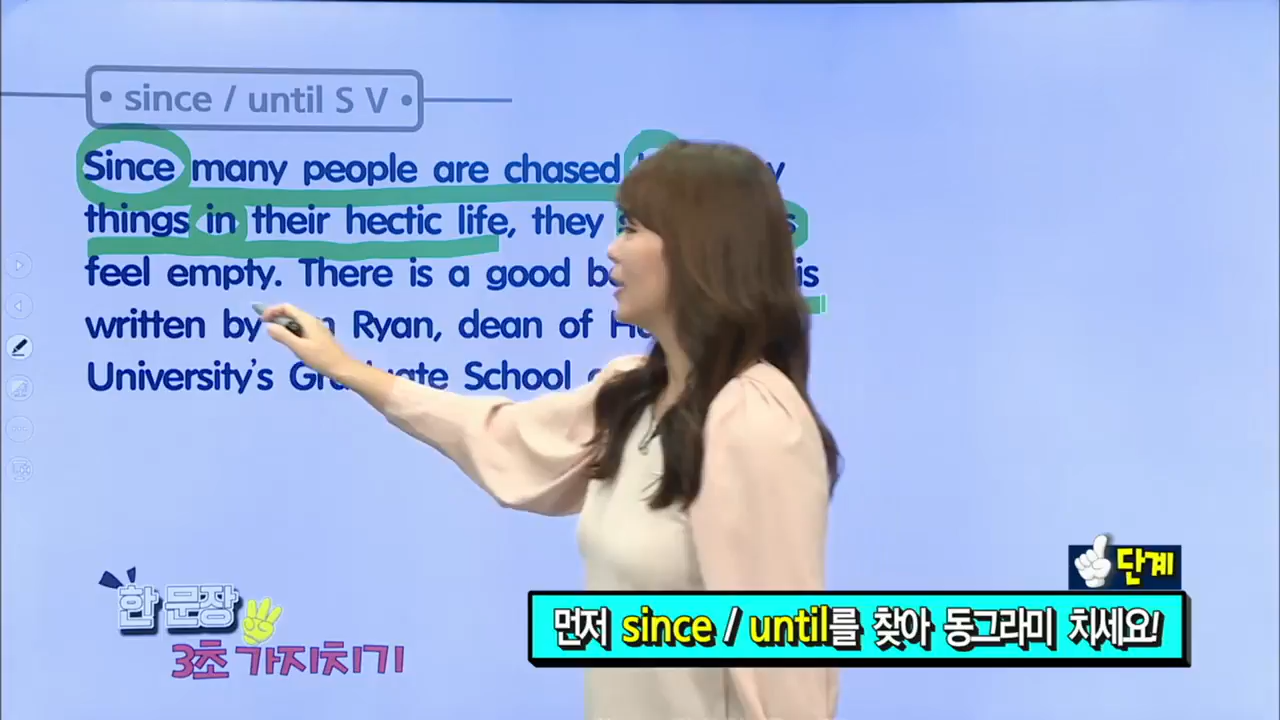 • since / until S V •
Since many people are chased
things in their hectic life, they
feel empty. There is a good is
written by Ryan, dean of
University's Graduate School
단계
먼저 since / until를 찾아 동그라미 치세요!
한 문장
3초 가지치기